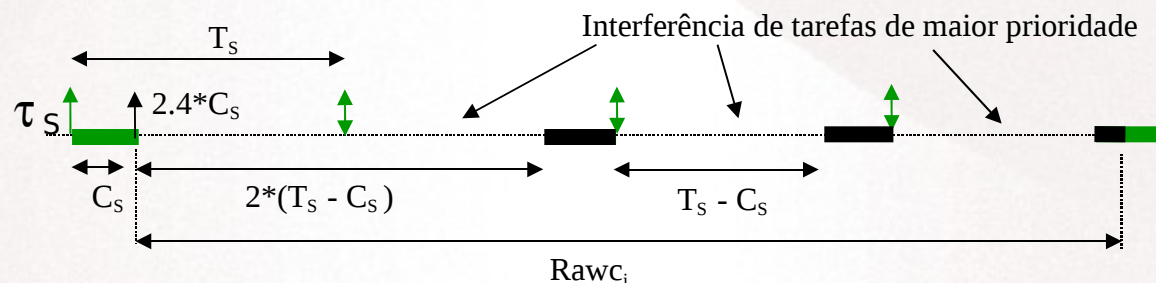 Interferência de tarefas de maior prioridade
T_S
τ_S
2.4*C_S
C_S
2*(T_S - C_S)
T_S - C_S
Rawc_i